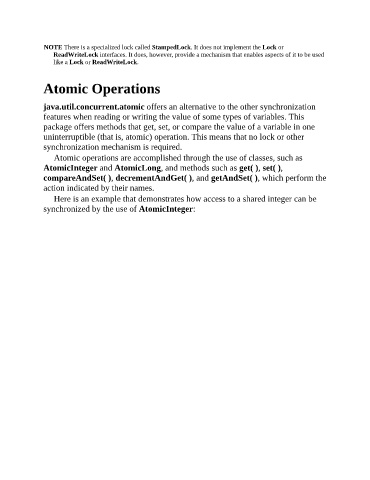 NOTE There is a specialized lock called StampedLock. It does not implement the Lock or
ReadWriteLock interfaces. It does, however, provide a mechanism that enables aspects of it to be used
like a Lock or ReadWriteLock.
Atomic Operations
java.util.concurrent.atomic offers an alternative to the other synchronization
features when reading or writing the value of some types of variables. This
package offers methods that get, set, or compare the value of a variable in one
uninterruptible (that is, atomic) operation. This means that no lock or other
synchronization mechanism is required.
Atomic operations are accomplished through the use of classes, such as
AtomicInteger and AtomicLong, and methods such as get( ), set( ),
compareAndSet( ), decrementAndGet( ), and getAndSet( ), which perform the
action indicated by their names.
Here is an example that demonstrates how access to a shared integer can be
synchronized by the use of AtomicInteger: